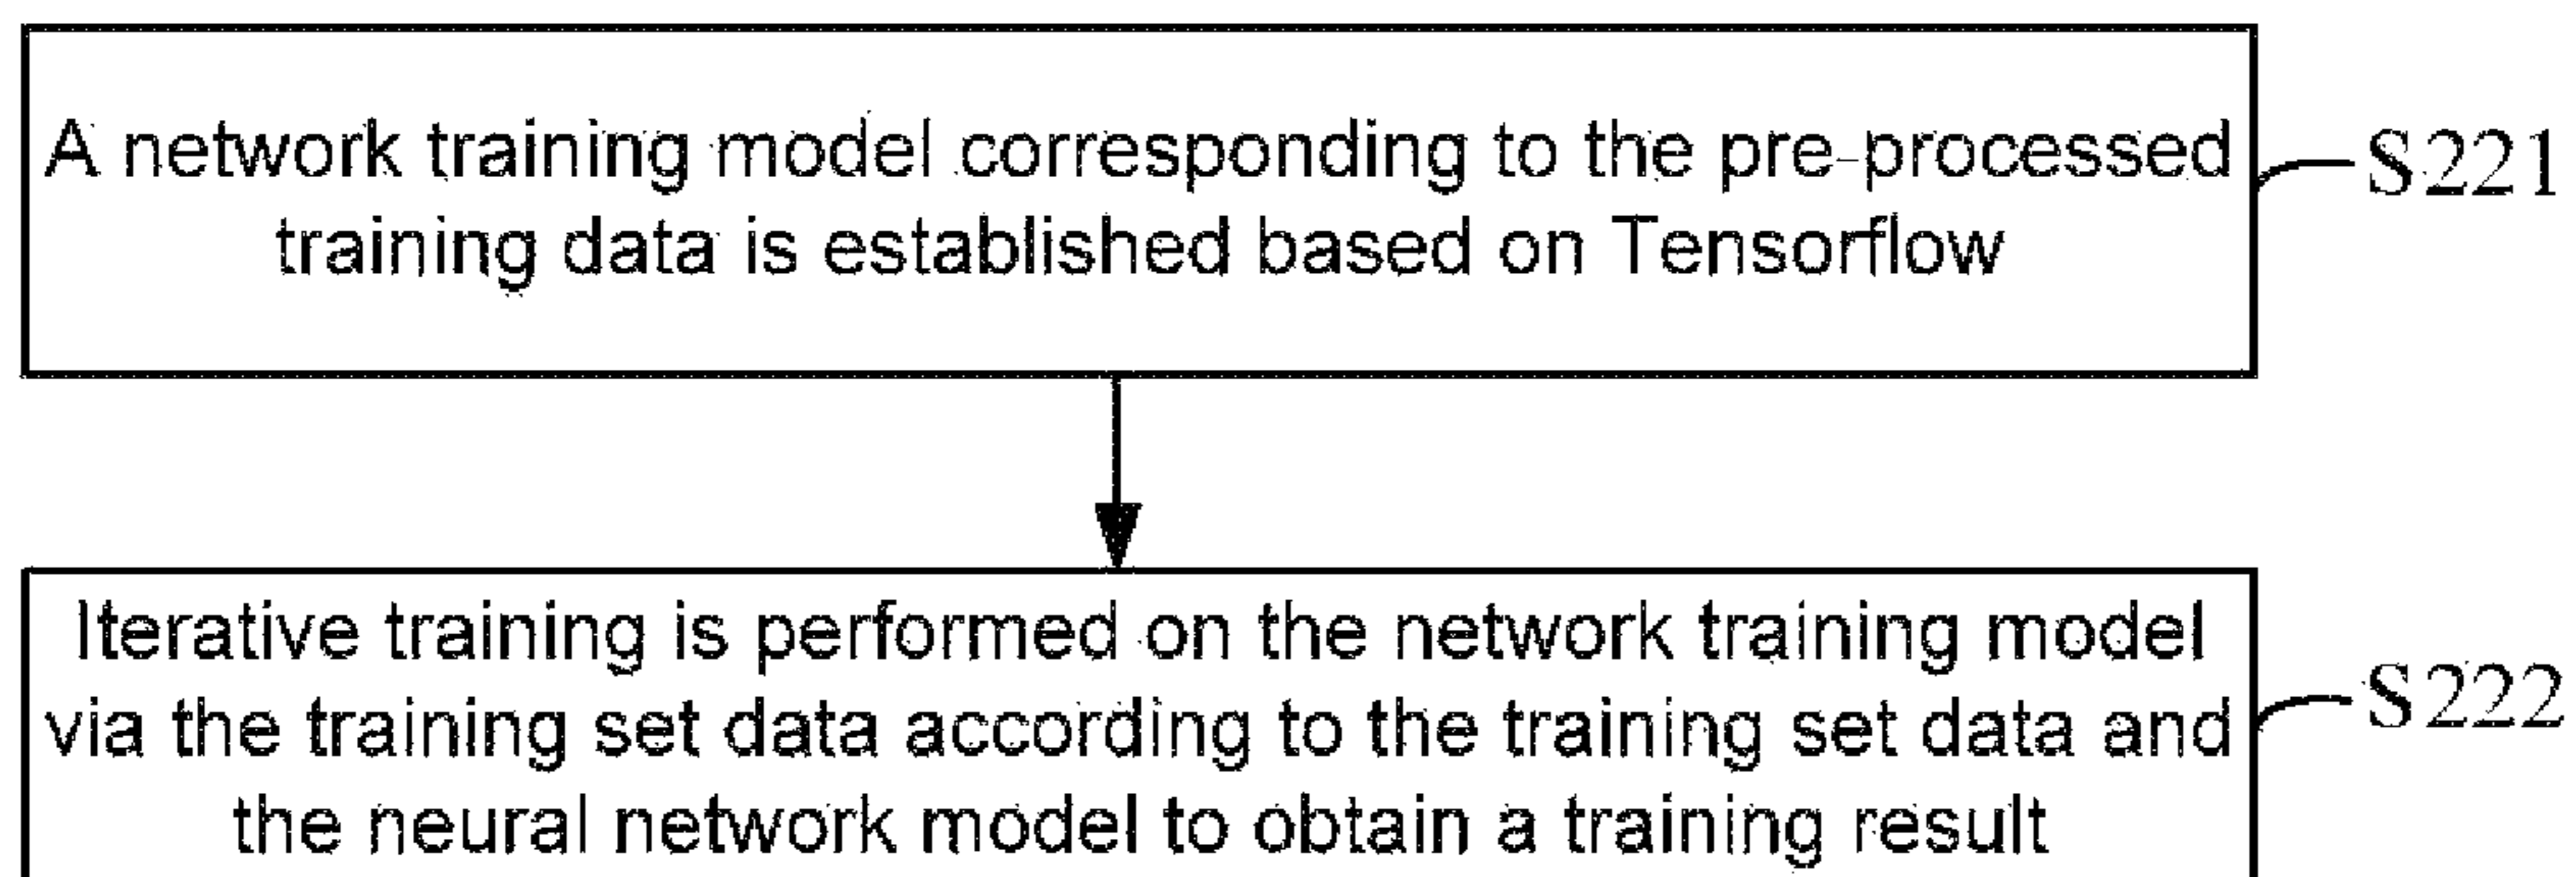 A network training model corresponding to the pre-processed
training data is established based on Tensorflow
S221
Iterative training is performed on the network training model
via the training set data according to the training set data and
the neural network model to obtain a training result
S222